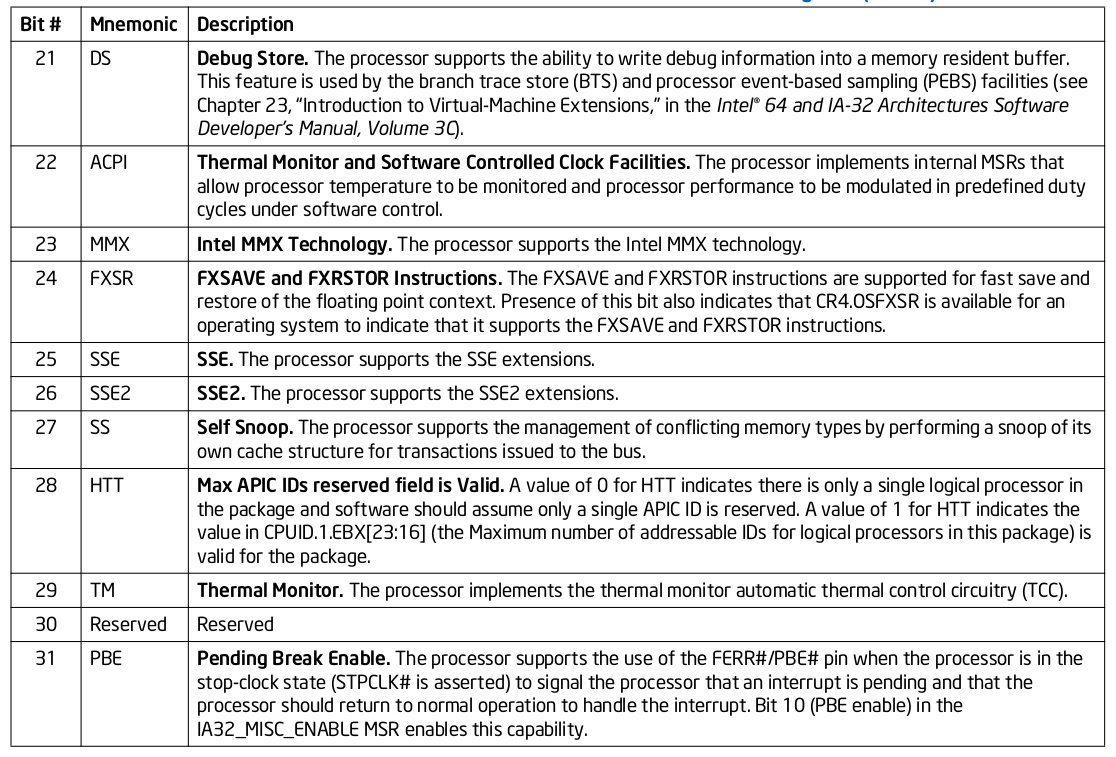 Bit # Mnemonic Description
21 DS Debug Store. The processor supports the ability to write debug information into a memory resident buffer.
This feature is used by the branch trace store (BTS) and processor event-based sampling (PEBS) facilities (see
Chapter 23, “Introduction to Virtual-Machine Extensions,” in the Intel® 64 and IA-32 Architectures Software
Developer’s Manual, Volume 3C).
22 ACPI Thermal Monitor and Software Controlled Clock Facilities. The processor implements internal MSRs that
allow processor temperature to be monitored and processor performance to be modulated in predefined duty
cycles under software control.
23 MMX Intel MMX Technology. The processor supports the Intel MMX technology.
24 FXSR FXSAVE and FXRSTOR Instructions. The FXSAVE and FXRSTOR instructions are supported for fast save and
restore of the floating point context. Presence of this bit also indicates that CR4.OSFXSR is available for an
operating system to indicate that it supports the FXSAVE and FXRSTOR instructions.
25 SSE SSE. The processor supports the SSE extensions.
26 SSE2 SSE2. The processor supports the SSE2 extensions.
27 SS Self Snoop. The processor supports the management of conflicting memory types by performing a snoop of its
own cache structure for transactions issued to the bus.
28 HTT Max APIC IDs reserved field is Valid. A value of 0 for HTT indicates there is only a single logical processor in
the package and software should assume only a single APIC ID is reserved. A value of 1 for HTT indicates the
value in CPUID.1.EBX[23:16] (the Maximum number of addressable IDs for logical processors in this package) is
valid for the package.
29 TM Thermal Monitor. The processor implements the thermal monitor automatic thermal control circuitry (TCC).
30 Reserved Reserved
31 PBE Pending Break Enable. The processor supports the use of the FERR#/PBE# pin when the processor is in the
stop-clock state (STPCLK# is asserted) to signal the processor that an interrupt is pending and that the
processor should return to normal operation to handle the interrupt. Bit 10 (PBE enable) in the
IA32_MISC_ENABLE MSR enables this capability.